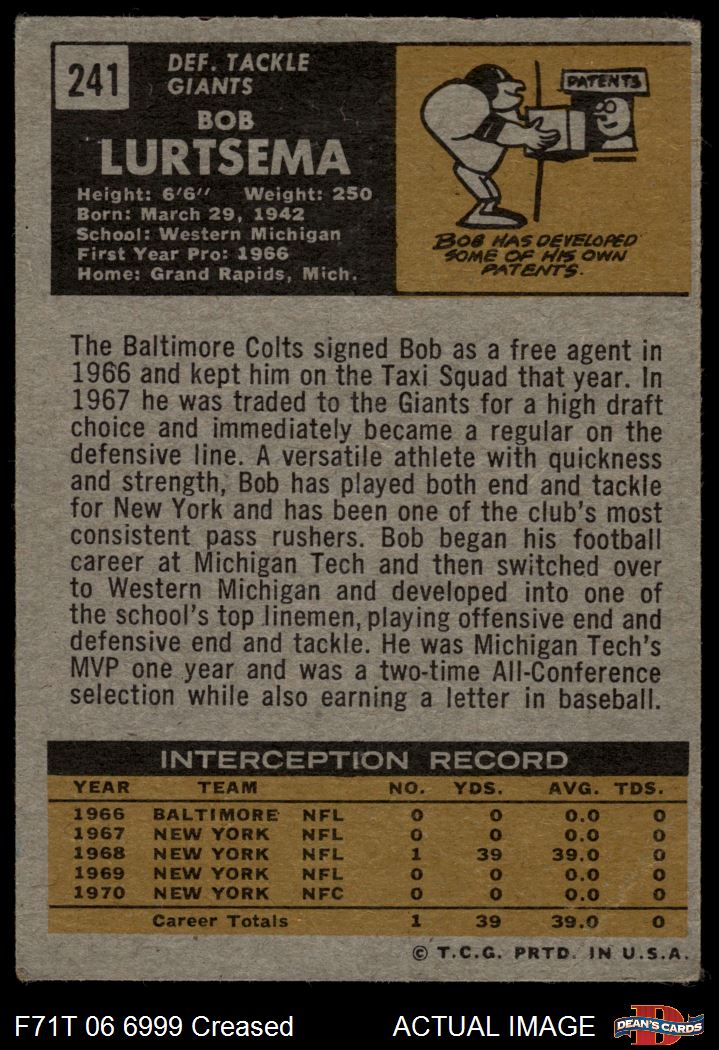 241
DEF. TACKLE
GIANTS
BOB
LURTSEMA
Height: 6'6" Weight: 250
Born: March 29, 1942
School: Western Michigan
First Year Pro: 1966
Home: Grand Rapids, Mich.
PATENTS
BOB HAS DEVELOPED
SOME OF HIS OWN
PATENTS.
The Baltimore Colts signed Bob as a free agent in
1966 and kept him on the Taxi Squad that year. In
1967 he was traded to the Giants for a high draft
choice and immediately became a regular on the
defensive line. A versatile athlete with quickness
and strength, Bob has played both end and tackle
for New York and has been one of the club's most
consistent pass rushers. Bob began his football
career at Michigan Tech and then switched over
to Western Michigan and developed into one of
the school's top linemen, playing offensive end and
defensive end and tackle. He was Michigan Tech's
MVP one year and was a two-time All-Conference
selection while also earning a letter in baseball.
INTERCEPTION RECORD
YEAR TEAM NO. YDS. AVG. TDS.
1966 BALTIMORE NFL 0 0 0.0 0
1967 NEW YORK NFL 0 0 0.0 0
1968 NEW YORK NFL 1 39 39.0 0
1969 NEW YORK NFL 0 0 0.0 0
1970 NEW YORK NFC 0 0 0.0 0
Career Totals 1 39 39.0 0
© T.C.G. PRTD. IN U.S.A.
F71T 06 6999 Creased ACTUAL IMAGE
D
DEAN'S CARDS